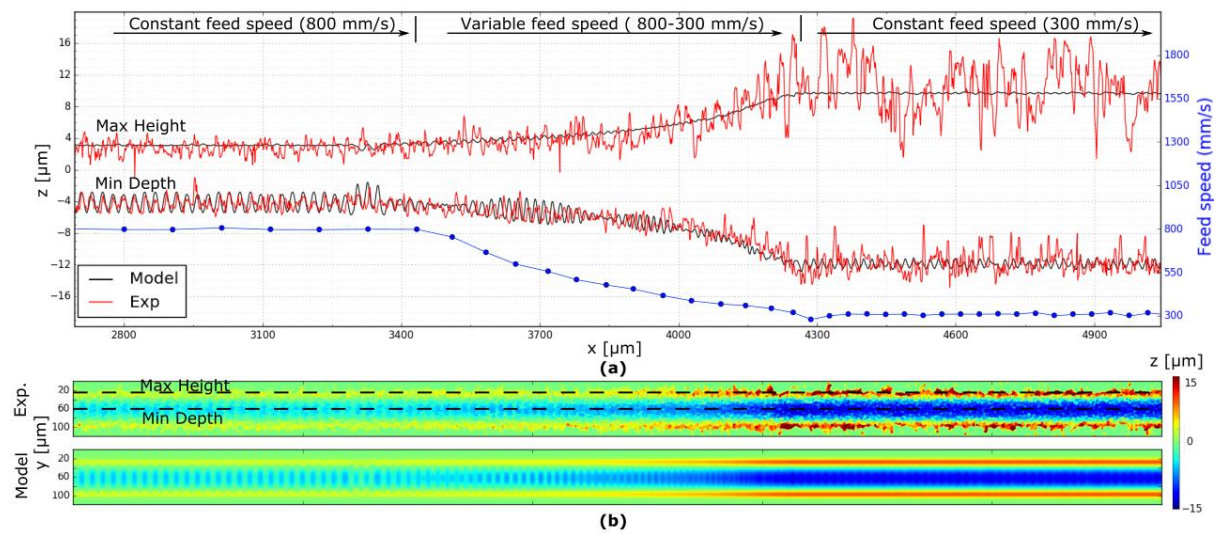 Constant feed speed (800 mm/s)
Variable feed speed ( 800-300 mm/s)
Constant feed speed (300 mm/s)
16
12
8
4
0
−4
−8
−12
−16
z [μm]
Max Height
Min Depth
Model
Exp
1800
1550
1300
1050
800
550
300
Feed speed (mm/s)
2800
3100
3400
3700
4000
4300
4600
4900
x [μm]
(a)
z [μm]
Exp.
20
60
100
Max Height
Min Depth
Model
y [μm]
20
60
100
15
0
−15
(b)